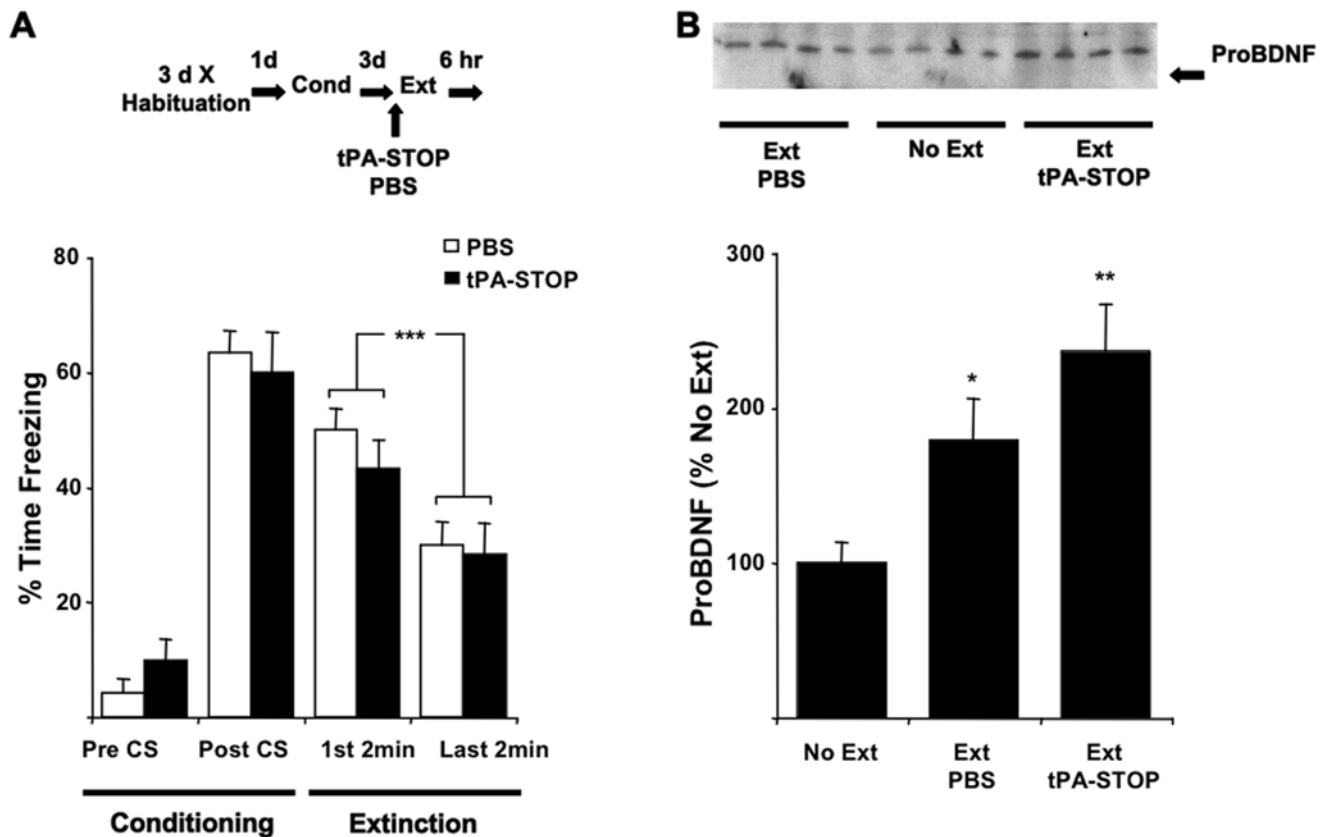 A
3 d X
Habituation
1d
Cond
3d
Ext
6 hr
tPA-STOP
PBS
PBS
tPA-STOP
% Time Freezing
80
60
40
20
***
Pre CS
Post CS
1st 2min
Last 2min
Conditioning
Extinction
B
ProBDNF
Ext
PBS
No Ext
Ext
tPA-STOP
ProBDNF (% No Ext)
300
200
100
*
**
No Ext
Ext
PBS
Ext
tPA-STOP